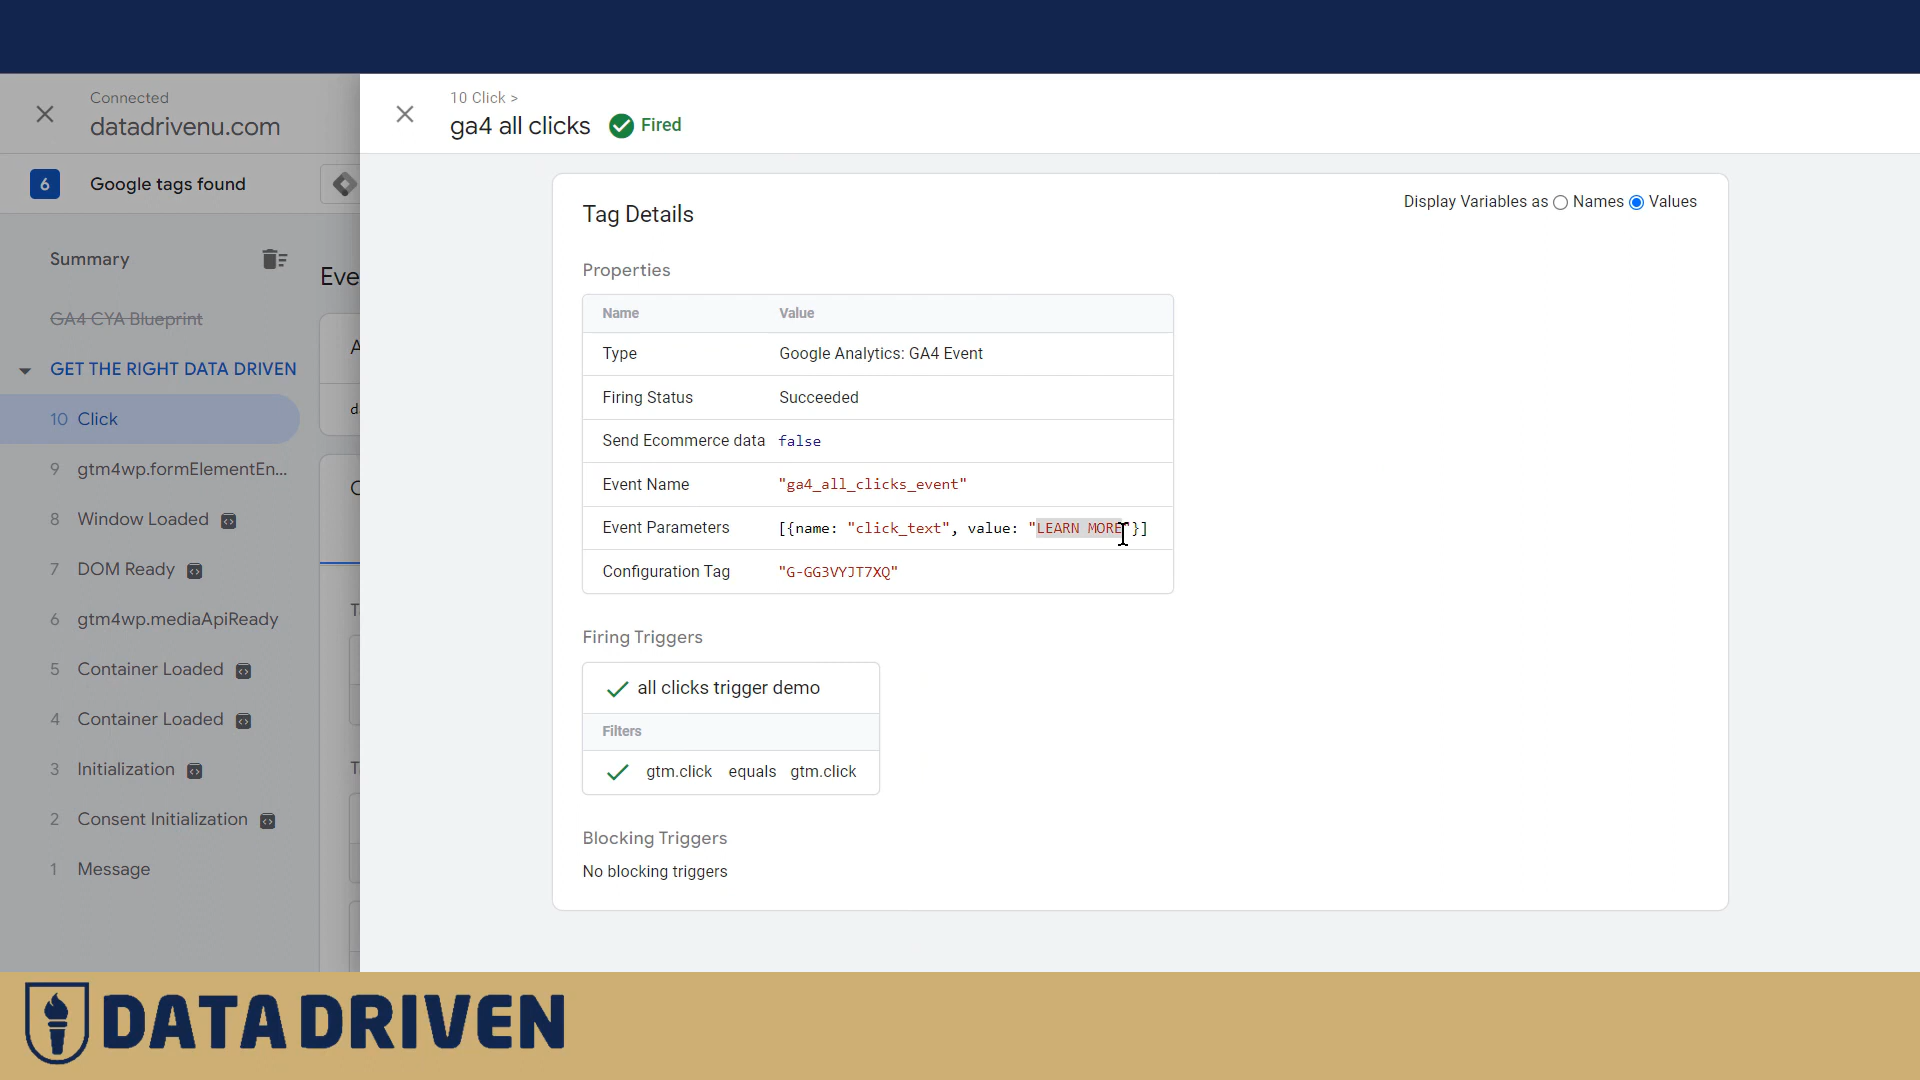 Connected
datadrivenu.com
6 Google tags found
Summary
GA4 CYA Blueprint
GET THE RIGHT DATA DRIVEN
10 Click
9 gtm4wp.formElementEn...
8 Window Loaded
7 DOM Ready
6 gtm4wp.mediaApiReady
5 Container Loaded
4 Container Loaded
3 Initialization
2 Consent Initialization
1 Message
Eve
A
d
C
T
T
10 Click >
ga4 all clicks Fired
Tag Details
Display Variables as Names Values
Properties
Name Value
Type Google Analytics: GA4 Event
Firing Status Succeeded
Send Ecommerce data false
Event Name "ga4_all_clicks_event"
Event Parameters [{name: "click_text", value: "LEARN MORE"}]
Configuration Tag "G-GG3VYJT7XQ"
Firing Triggers
all clicks trigger demo
Filters
gtm.click equals gtm.click
Blocking Triggers
No blocking triggers
DATA DRIVEN